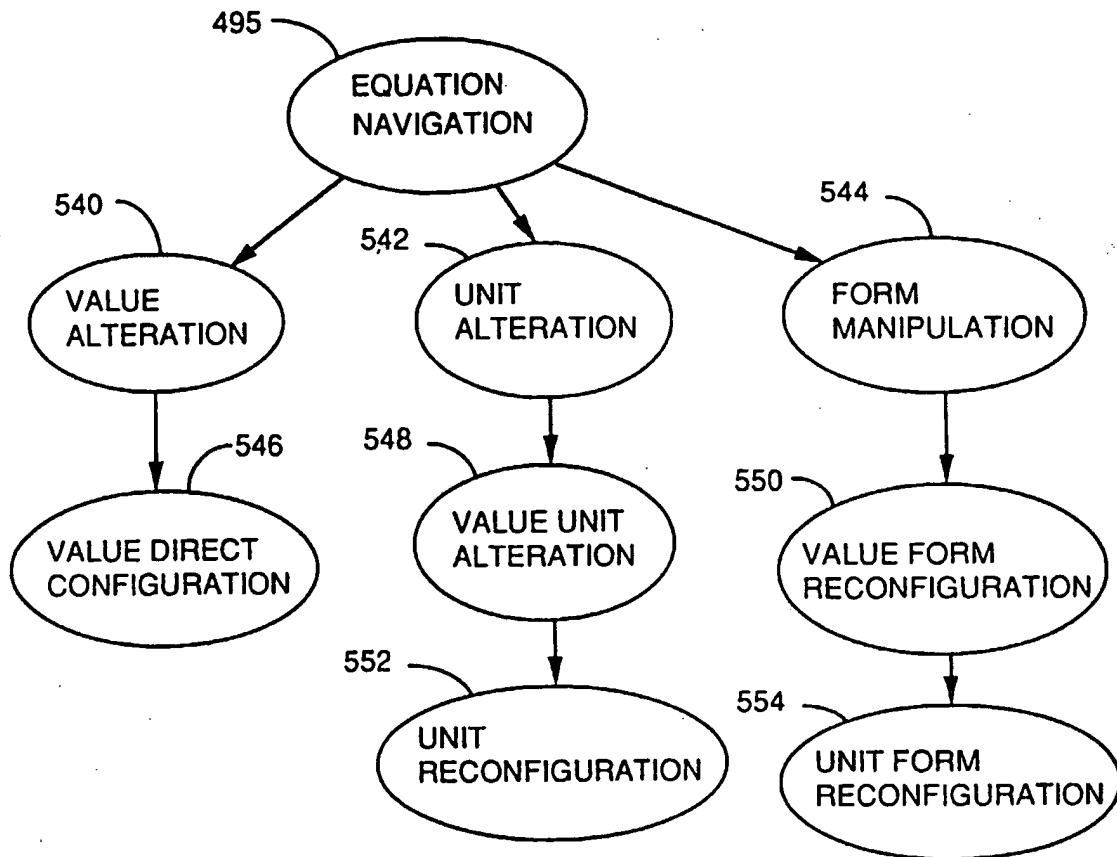 495
EQUATION
NAVIGATION
540
VALUE
ALTERATION
542
UNIT
ALTERATION
544
FORM
MANIPULATION
546
VALUE DIRECT
CONFIGURATION
548
VALUE UNIT
ALTERATION
550
VALUE FORM
RECONFIGURATION
552
UNIT
RECONFIGURATION
554
UNIT FORM
RECONFIGURATION